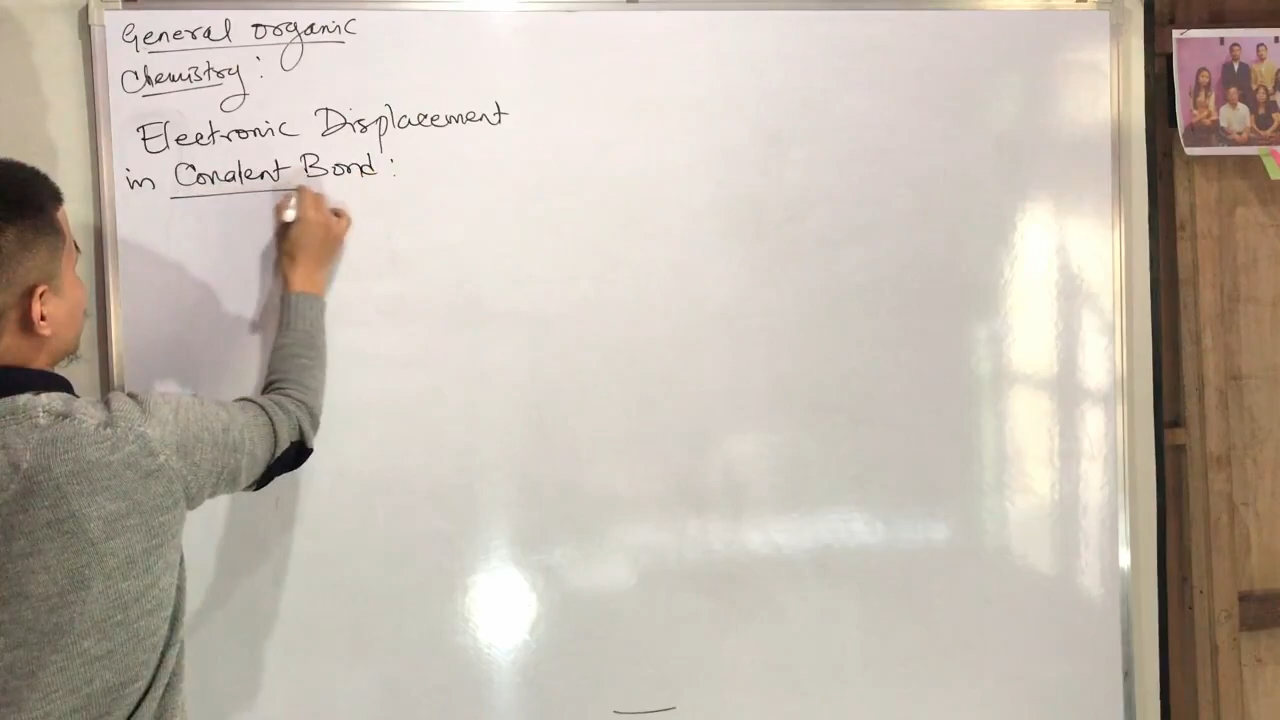 General organic
Chemistry :
Electronic Displacement
in Covalent Bond :